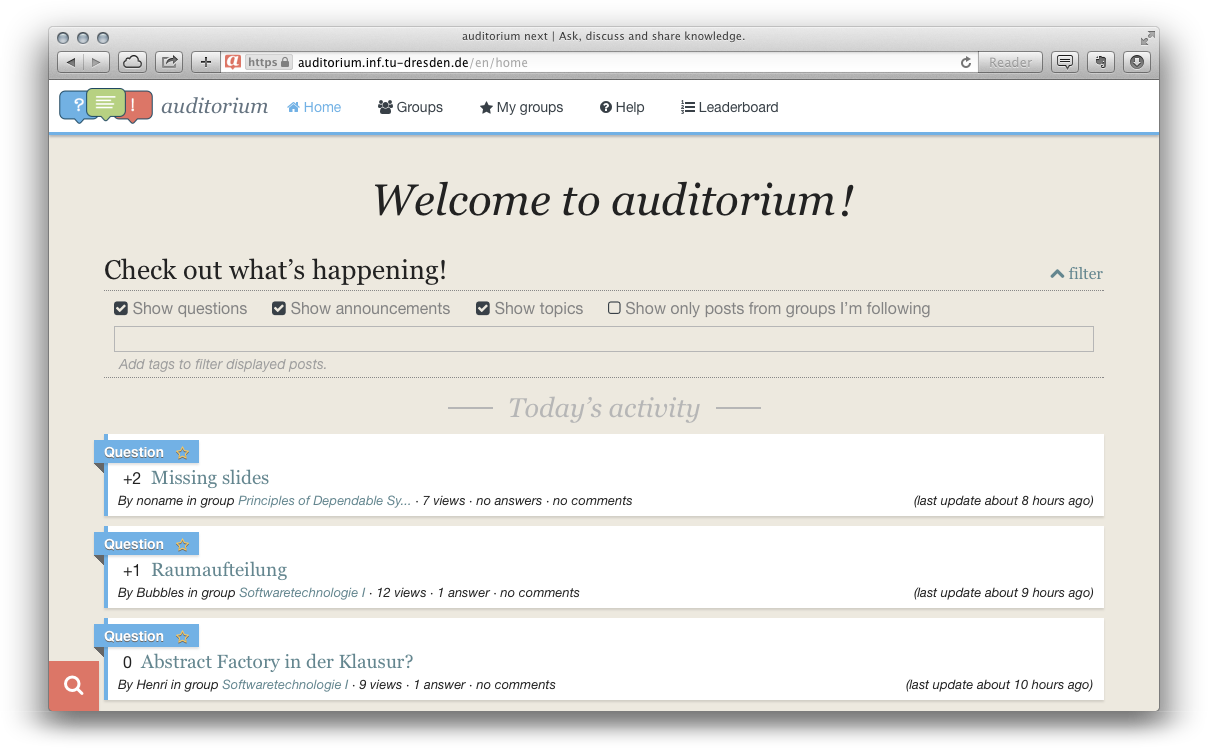 auditorium next | Ask, discuss and share knowledge.
https auditorium.inf.tu-dresden.de/en/home Reader
? ! auditorium Home Groups My groups Help Leaderboard
Welcome to auditorium!
Check out what's happening! filter
Show questions Show announcements Show topics Show only posts from groups I'm following
Add tags to filter displayed posts.
Today's activity
Question
+2 Missing slides
By noname in group Principles of Dependable Sy... · 7 views · no answers · no comments (last update about 8 hours ago)
Question
+1 Raumaufteilung
By Bubbles in group Softwaretechnologie I · 12 views · 1 answer · no comments (last update about 9 hours ago)
Question
0 Abstract Factory in der Klausur?
By Henri in group Softwaretechnologie I · 9 views · 1 answer · no comments (last update about 10 hours ago)